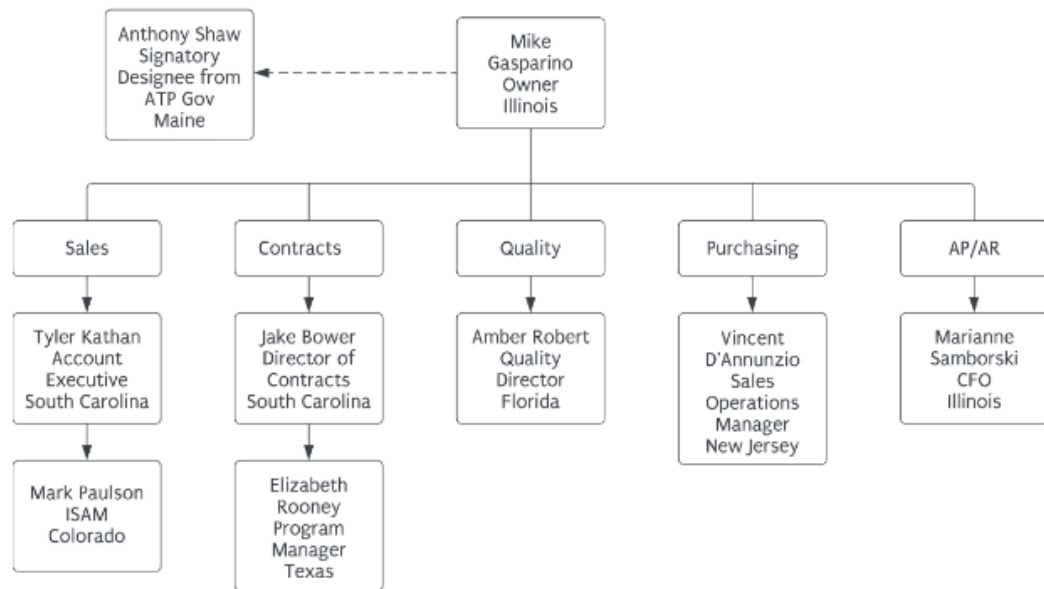 Anthony Shaw
Signatory
Designee from
ATP Gov
Maine
Mike
Gasparino
Owner
Illinois
Sales
Contracts
Quality
Purchasing
AP/AR
Tyler Kathan
Account
Executive
South Carolina
Jake Bower
Director of
Contracts
South Carolina
Amber Robert
Quality
Director
Florida
Vincent
D'Annunzio
Sales
Operations
Manager
New Jersey
Marianne
Samborski
CFO
Illinois
Mark Paulson
ISAM
Colorado
Elizabeth
Rooney
Program
Manager
Texas